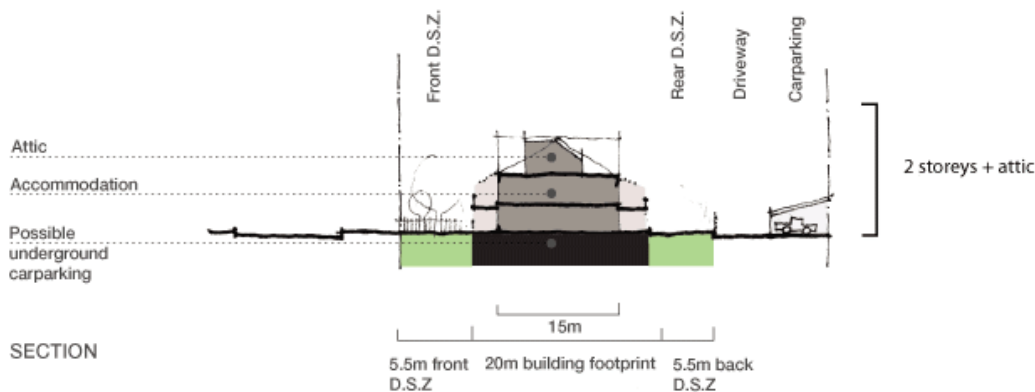 Front D.S.Z.
Rear D.S.Z.
Driveway
Carparking
Attic
2 storeys + attic
Accommodation
Possible
underground
carparking
15m
SECTION
5.5m front
D.S.Z
20m building footprint
5.5m back
D.S.Z